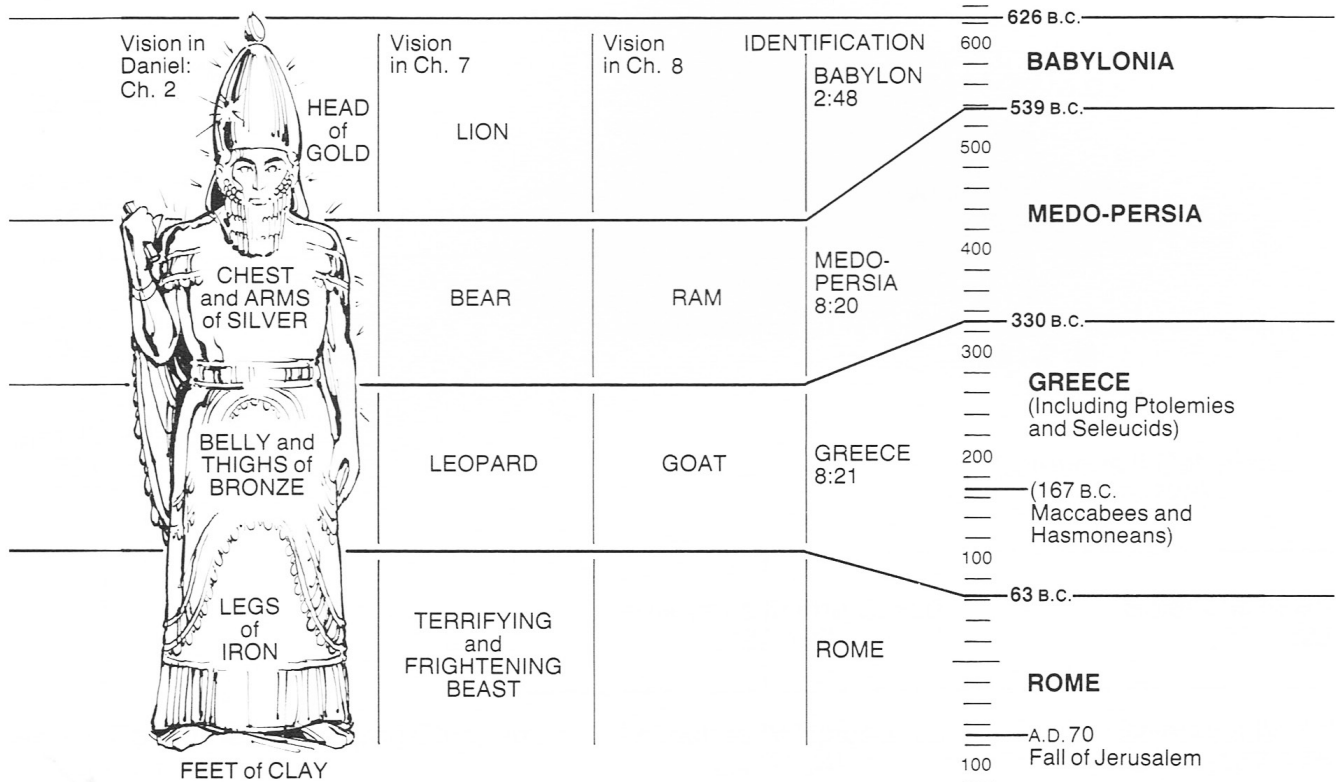 Vision in
Daniel:
Ch. 2
Vision
in Ch. 7
Vision
in Ch. 8
IDENTIFICATION
HEAD
of
GOLD
LION
BABYLON
2:48
CHEST
and ARMS
of SILVER
BEAR
RAM
MEDO-
PERSIA
8:20
BELLY and
THIGHS of
BRONZE
LEOPARD
GOAT
GREECE
8:21
LEGS
of
IRON
TERRIFYING
and
FRIGHTENING
BEAST
ROME
FEET of CLAY
626 B.C.
600
BABYLONIA
539 B.C.
500
MEDO-PERSIA
400
330 B.C.
300
GREECE
(Including Ptolemies
and Seleucids)
200
(167 B.C.
Maccabees and
Hasmoneans)
100
63 B.C.
ROME
A.D. 70
Fall of Jerusalem
100